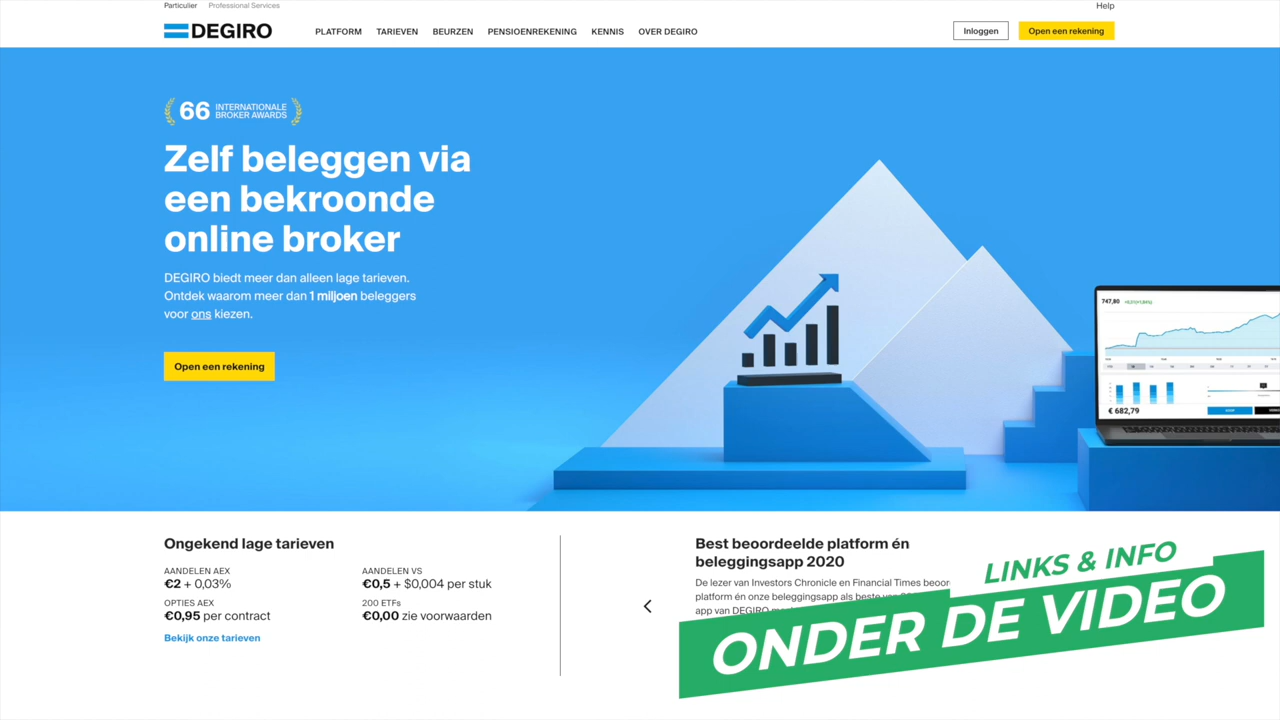 Particulier Professional Services Help
DEGIRO PLATFORM TARIEVEN BEURZEN PENSIOENREKENING KENNIS OVER DEGIRO Inloggen Open een rekening
66 INTERNATIONALE
BROKER AWARDS
Zelf beleggen via
een bekroonde
online broker
DEGIRO biedt meer dan alleen lage tarieven.
Ontdek waarom meer dan 1 miljoen beleggers
voor ons kiezen.
Open een rekening
747,80
€ 682,79
Ongekend lage tarieven
AANDELEN AEX
€2 + 0,03%
OPTIES AEX
€0,95 per contract
AANDELEN VS
€0,5 + $0,004 per stuk
200 ETFs
€0,00 zie voorwaarden
Bekijk onze tarieven
Best beoordeelde platform én
beleggingsapp 2020
De lezer van Investors Chronicle en Financial Times
platform én onze beleggingsapp als beste
app van DEGIRO
LINKS & INFO
ONDER DE VIDEO